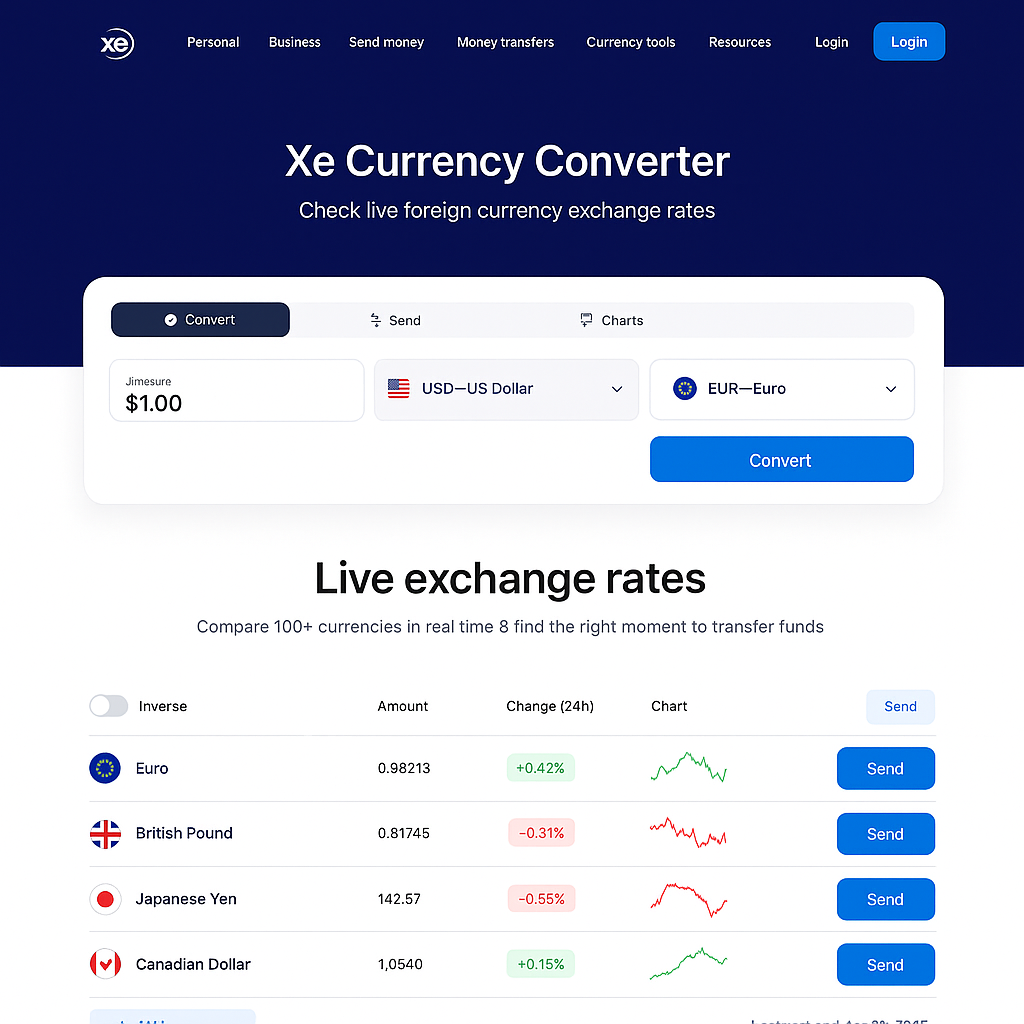 xe Personal Business Send money Money transfers Currency tools Resources Login Login
Xe Currency Converter
Check live foreign currency exchange rates
Convert Send Charts
Jimesure
$1.00 USD—US Dollar EUR—Euro
Convert
Live exchange rates
Compare 100+ currencies in real time 8 find the right moment to transfer funds
Inverse Amount Change (24h) Chart Send
Euro 0.98213 +0.42% Send
British Pound 0.81745 −0.31% Send
Japanese Yen 142.57 −0.55% Send
Canadian Dollar 1,0540 +0.15% Send